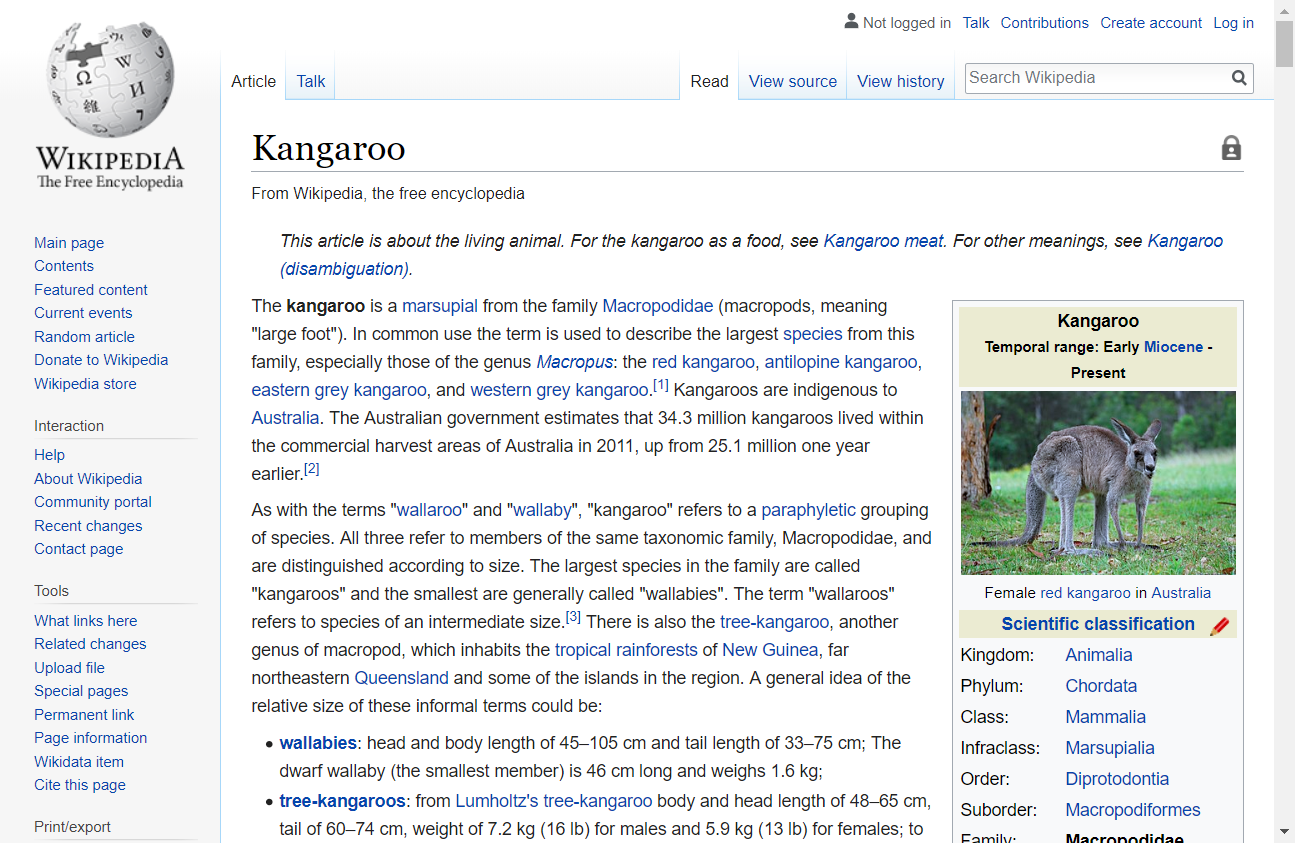 Not logged in Talk Contributions Create account Log in
Article Talk Read View source View history Search Wikipedia
WIKIPEDIA
The Free Encyclopedia
Main page
Contents
Featured content
Current events
Random article
Donate to Wikipedia
Wikipedia store
Interaction
Help
About Wikipedia
Community portal
Recent changes
Contact page
Tools
What links here
Related changes
Upload file
Special pages
Permanent link
Page information
Wikidata item
Cite this page
Print/export
Kangaroo
From Wikipedia, the free encyclopedia
This article is about the living animal. For the kangaroo as a food, see Kangaroo meat. For other meanings, see Kangaroo
(disambiguation).
The kangaroo is a marsupial from the family Macropodidae (macropods, meaning
"large foot"). In common use the term is used to describe the largest species from this
family, especially those of the genus Macropus: the red kangaroo, antilopine kangaroo,
eastern grey kangaroo, and western grey kangaroo.[1] Kangaroos are indigenous to
Australia. The Australian government estimates that 34.3 million kangaroos lived within
the commercial harvest areas of Australia in 2011, up from 25.1 million one year
earlier.[2]
As with the terms "wallaroo" and "wallaby", "kangaroo" refers to a paraphyletic grouping
of species. All three refer to members of the same taxonomic family, Macropodidae, and
are distinguished according to size. The largest species in the family are called
"kangaroos" and the smallest are generally called "wallabies". The term "wallaroos"
refers to species of an intermediate size.[3] There is also the tree-kangaroo, another
genus of macropod, which inhabits the tropical rainforests of New Guinea, far
northeastern Queensland and some of the islands in the region. A general idea of the
relative size of these informal terms could be:
• wallabies: head and body length of 45–105 cm and tail length of 33–75 cm; The
dwarf wallaby (the smallest member) is 46 cm long and weighs 1.6 kg;
• tree-kangaroos: from Lumholtz's tree-kangaroo body and head length of 48–65 cm,
tail of 60–74 cm, weight of 7.2 kg (16 lb) for males and 5.9 kg (13 lb) for females; to
Kangaroo
Temporal range: Early Miocene -
Present
Female red kangaroo in Australia
Scientific classification
Kingdom: Animalia
Phylum: Chordata
Class: Mammalia
Infraclass: Marsupialia
Order: Diprotodontia
Suborder: Macropodiformes
Family: Macropodidae